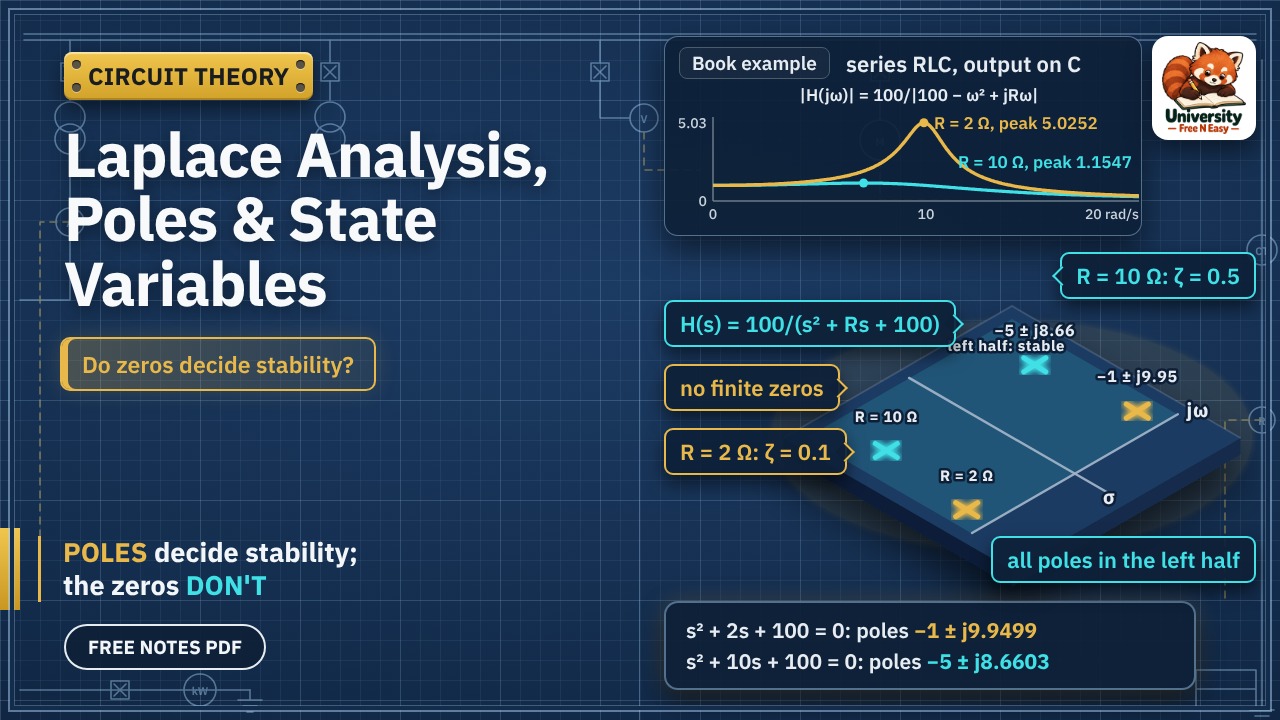 CIRCUIT THEORY
Laplace Analysis,
Poles & State
Variables
Do zeros decide stability?
POLES decide stability;
the zeros DON'T
FREE NOTES PDF
kW
Book example
series RLC, output on C
|H(jω)| = 100/|100 − ω² + jRω|
5.03
R = 2 Ω, peak 5.0252
R = 10 Ω, peak 1.1547
0
0
10
20 rad/s
University
Free N Easy
V
R = 10 Ω: ζ = 0.5
H(s) = 100/(s² + Rs + 100)
−5 ± j8.66
left half: stable
no finite zeros
−1 ± j9.95
R = 10 Ω
jω
R = 2 Ω: ζ = 0.1
R = 2 Ω
σ
all poles in the left half
s² + 2s + 100 = 0: poles −1 ± j9.9499
s² + 10s + 100 = 0: poles −5 ± j8.6603